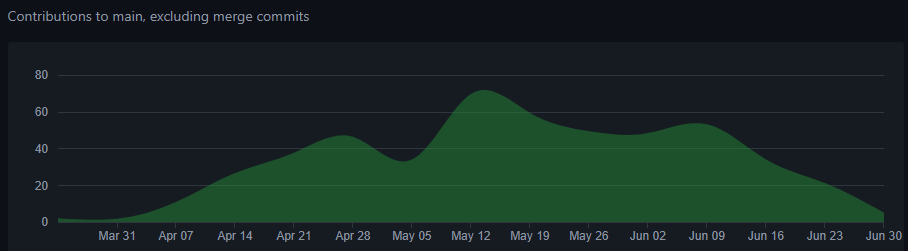 Contributions to main, excluding merge commits
80
60
40
20
0
Mar 31 Apr 07 Apr 14 Apr 21 Apr 28 May 05 May 12 May 19 May 26 Jun 02 Jun 09 Jun 16 Jun 23 Jun 30